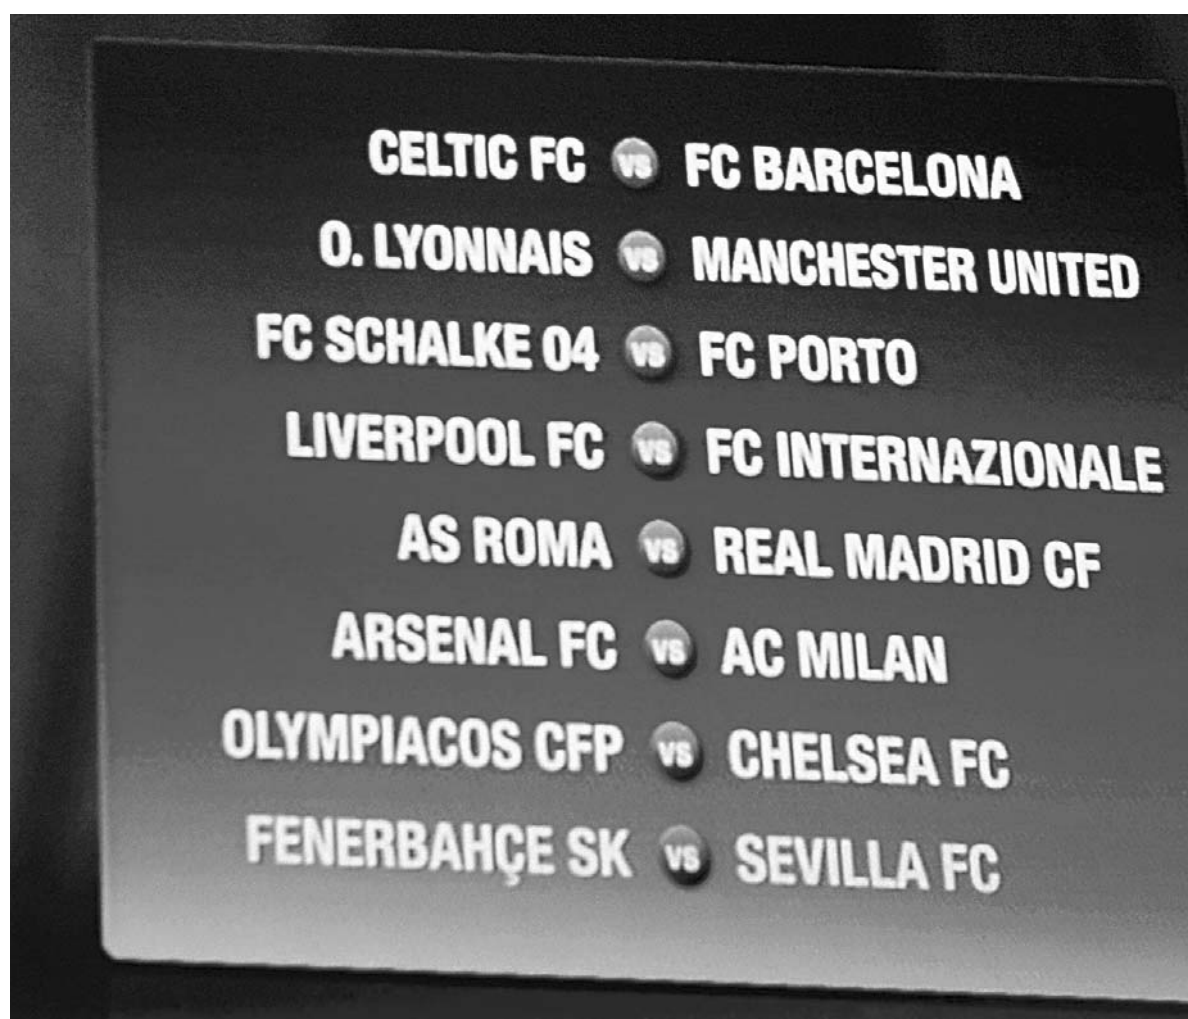 CELTIC FC VS FC BARCELONA
O. LYONNAIS VS MANCHESTER UNITED
FC SCHALKE 04 VS FC PORTO
LIVERPOOL FC VS FC INTERNAZIONALE
AS ROMA VS REAL MADRID CF
ARSENAL FC VS AC MILAN
OLYMPIACOS CFP VS CHELSEA FC
FENERBAHÇE SK VS SEVILLA FC